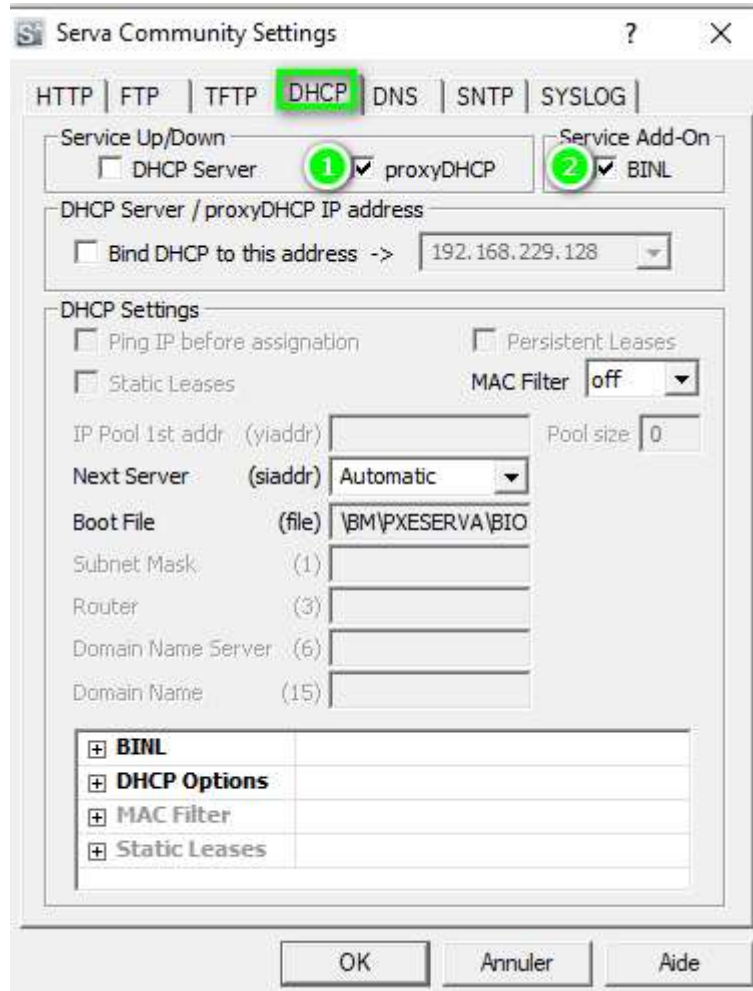 Serva Community Settings ? ×
HTTP FTP TFTP DHCP DNS SNTP SYSLOG
Service Up/Down Service Add-On
DHCP Server 1 proxyDHCP 2 BINL
DHCP Server / proxyDHCP IP address
Bind DHCP to this address -> 192.168.229.128
DHCP Settings
Ping IP before assignation Persistent Leases
Static Leases MAC Filter off
IP Pool 1st addr (yiaddr) Pool size 0
Next Server (siaddr) Automatic
Boot File (file) \BM\PXESERVA\BIO
Subnet Mask (1)
Router (3)
Domain Name Server (6)
Domain Name (15)
BINL
DHCP Options
MAC Filter
Static Leases
OK Annuler Aide